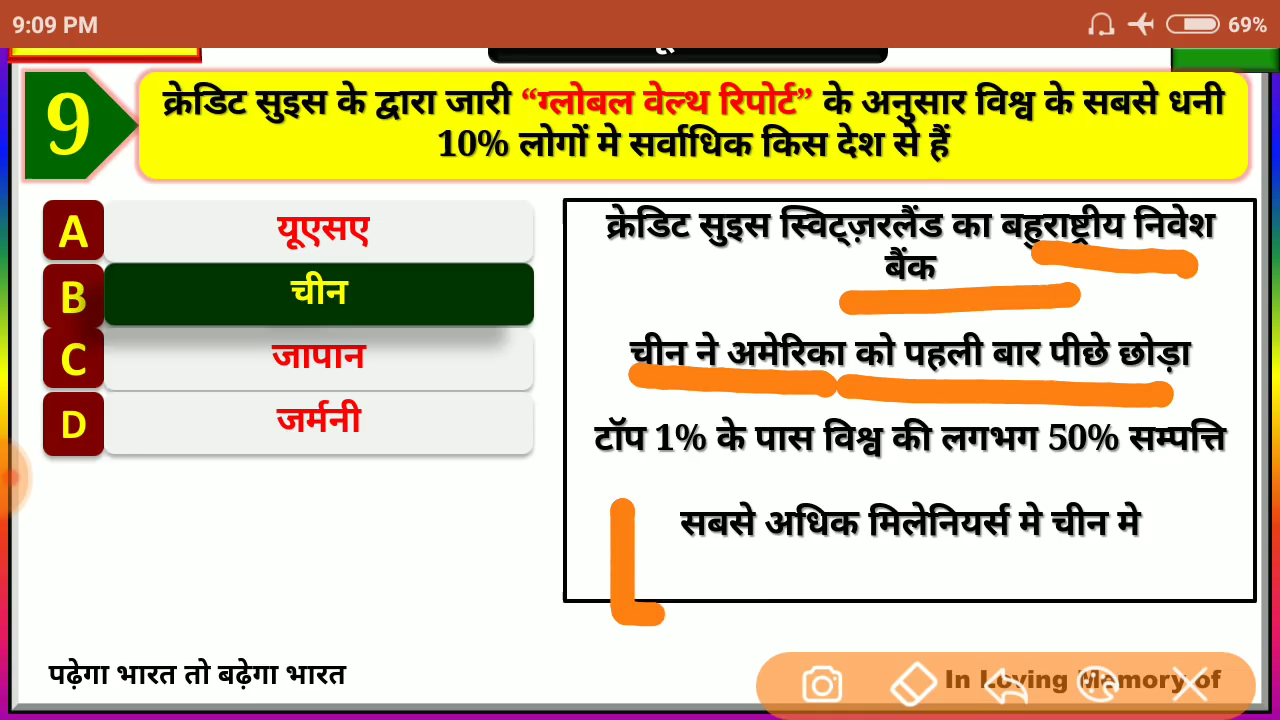 9:09 PM
69%
9
क्रेडिट सुइस के द्वारा जारी “ग्लोबल वेल्थ रिपोर्ट” के अनुसार विश्व के सबसे धनी
10% लोगों मे सर्वाधिक किस देश से हैं
A यूएसए
B चीन
C जापान
D जर्मनी
क्रेडिट सुइस स्विट्ज़रलैंड का बहुराष्ट्रीय निवेश
बैंक
चीन ने अमेरिका को पहली बार पीछे छोड़ा
टॉप 1% के पास विश्व की लगभग 50% सम्पत्ति
सबसे अधिक मिलेनियर्स मे चीन मे
पढ़ेगा भारत तो बढ़ेगा भारत
In Loving Memory of